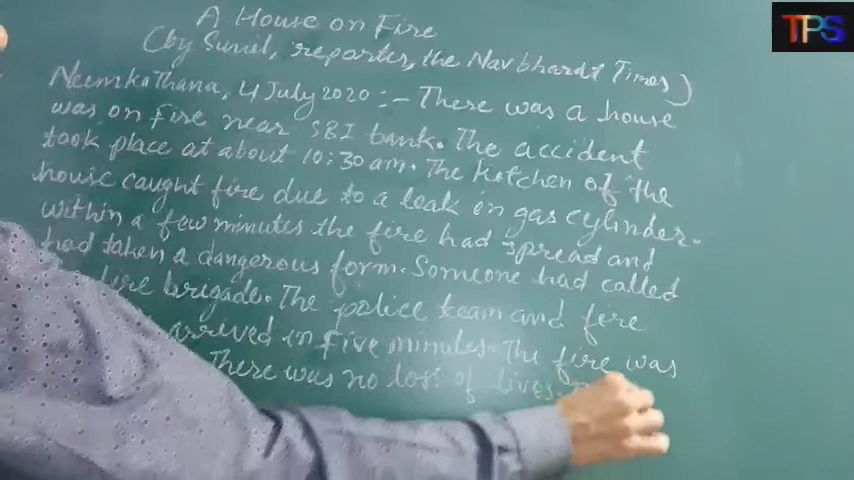 A House on Fire
TPS
(by Sunil, reporter, the Navbharat Times)
NeemkaThana, 4 July 2020 :- There was a house
was on fire near SBI bank. The accident
took place at about 10:30 am. The kitchen of the
house caught fire due to a leak in gas cylinder.
within a few minutes the fire had spread and
had taken a dangerous form. Someone had called
fire brigade. The police team and fire
arrived in five minutes. The fire was
There was no loss of lives.